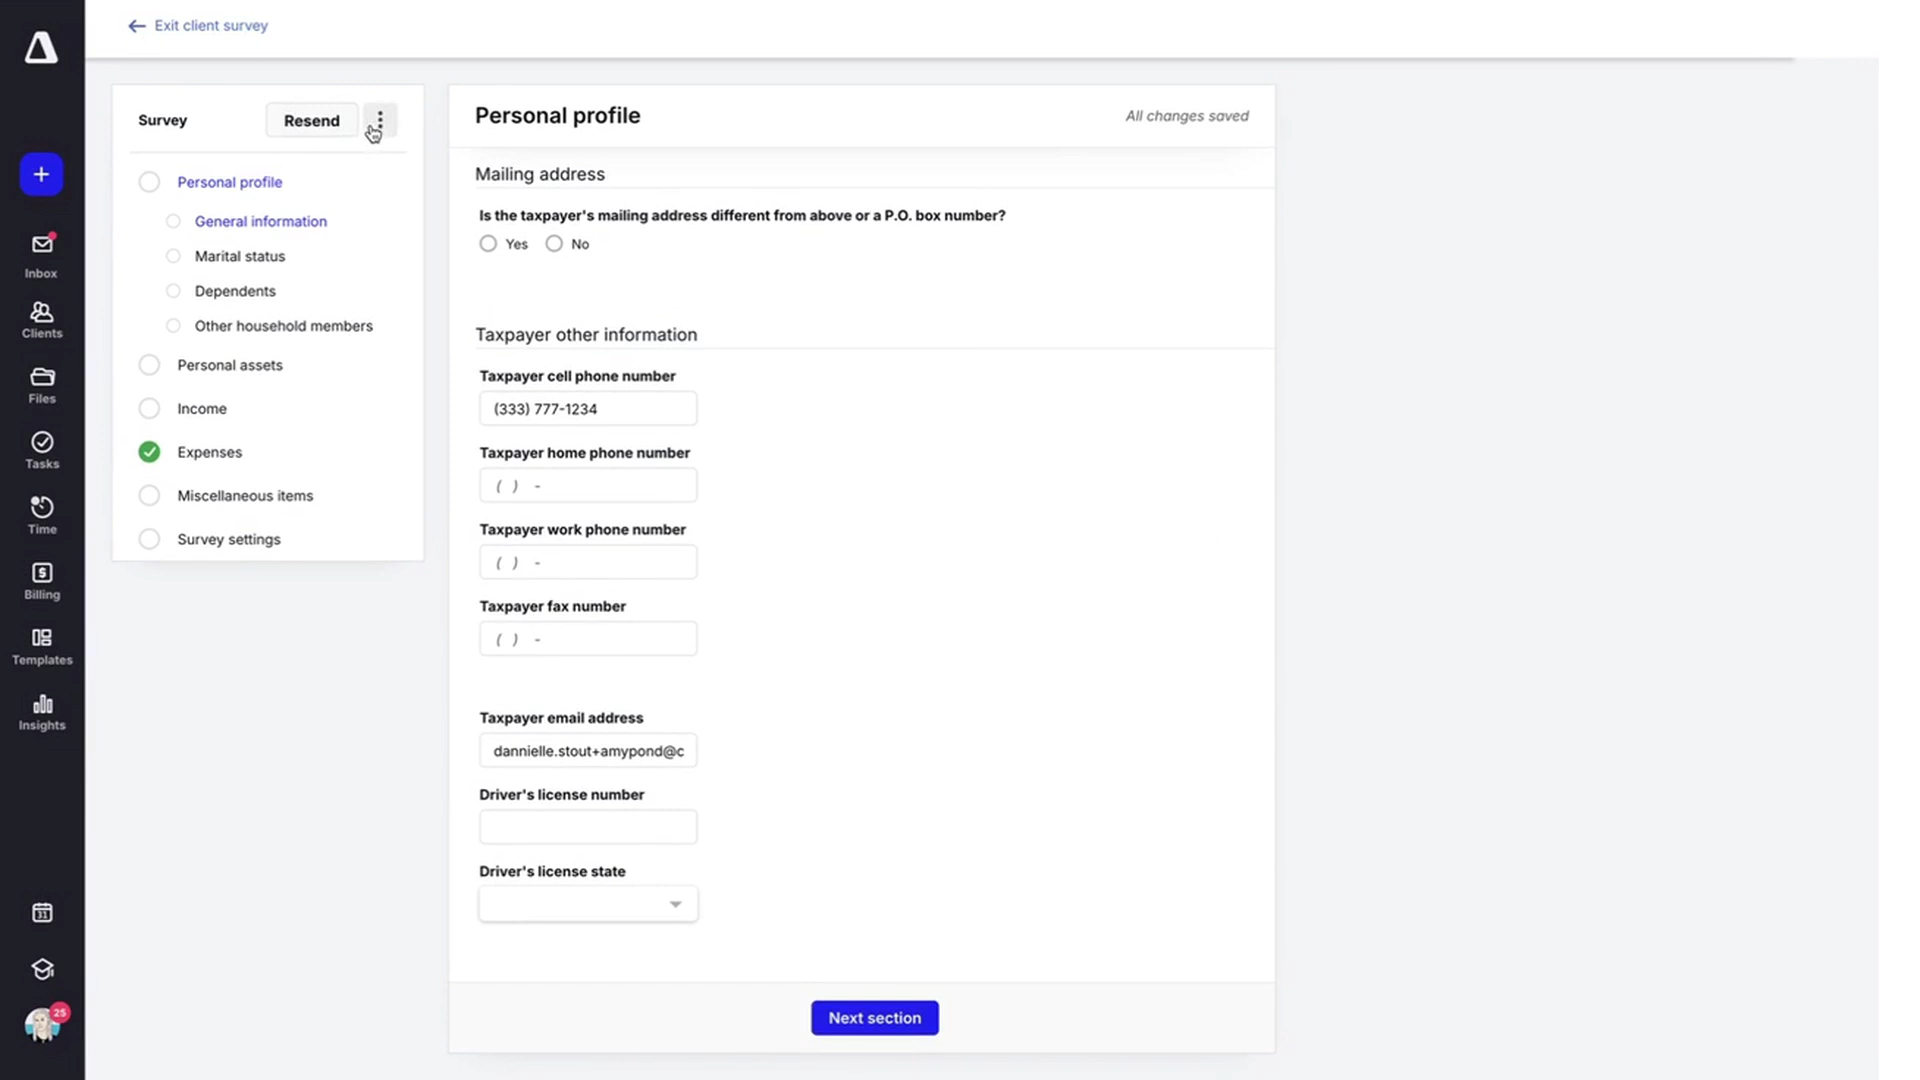 Exit client survey
Survey
Resend
Personal profile
General information
Marital status
Dependents
Other household members
Personal assets
Income
Expenses
Miscellaneous items
Survey settings
Inbox
Clients
Files
Tasks
Time
Billing
Templates
Insights
31
25
Personal profile
All changes saved
Mailing address
Is the taxpayer's mailing address different from above or a P.O. box number?
Yes No
Taxpayer other information
Taxpayer cell phone number
(333) 777-1234
Taxpayer home phone number
( ) -
Taxpayer work phone number
( ) -
Taxpayer fax number
( ) -
Taxpayer email address
dannielle.stout+amypond@c
Driver's license number
Driver's license state
Next section